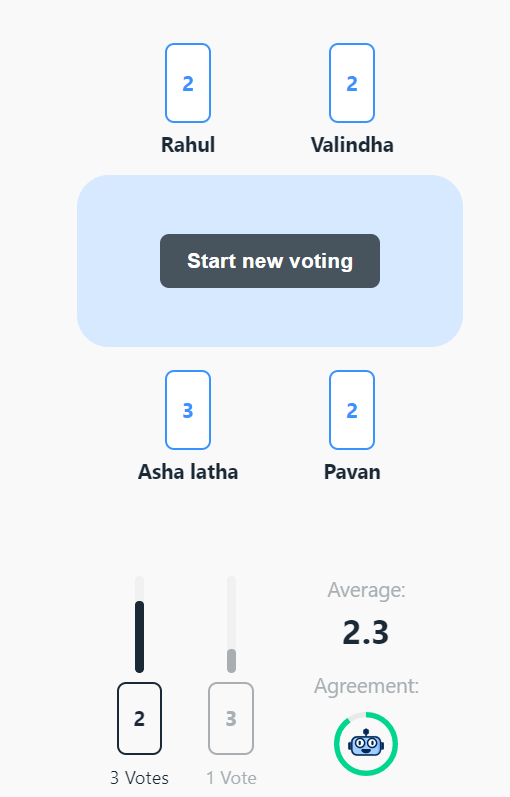 2 2
Rahul Valindha
Start new voting
3 2
Asha latha Pavan
Average:
2.3
Agreement:
2 3
3 Votes 1 Vote